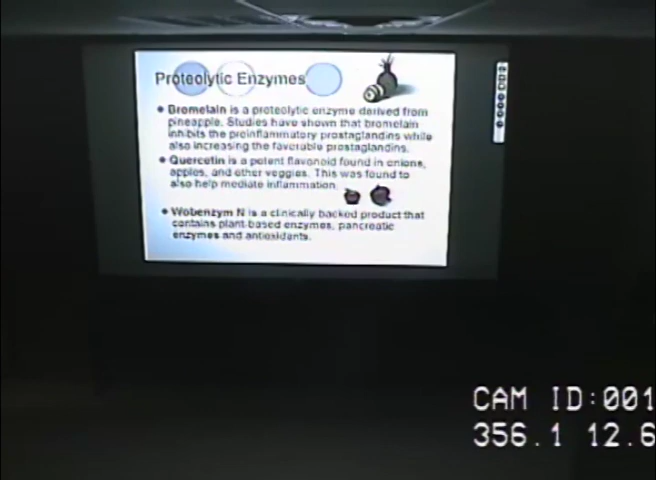 Proteolytic Enzymes
Bromelain is a proteolytic enzyme derived from
pineapple. Studies have shown that bromelain
inhibits the proinflammatory prostaglandins while
also increasing the favorable prostaglandins.
Quercetin is a potent flavonoid found in onions,
apples, and other veggies. This was found to
also help mediate inflammation.
Wobenzym N is a clinically backed product that
contains plant-based enzymes, pancreatic
enzymes and antioxidants.
CAM ID:001
356.1 12.6